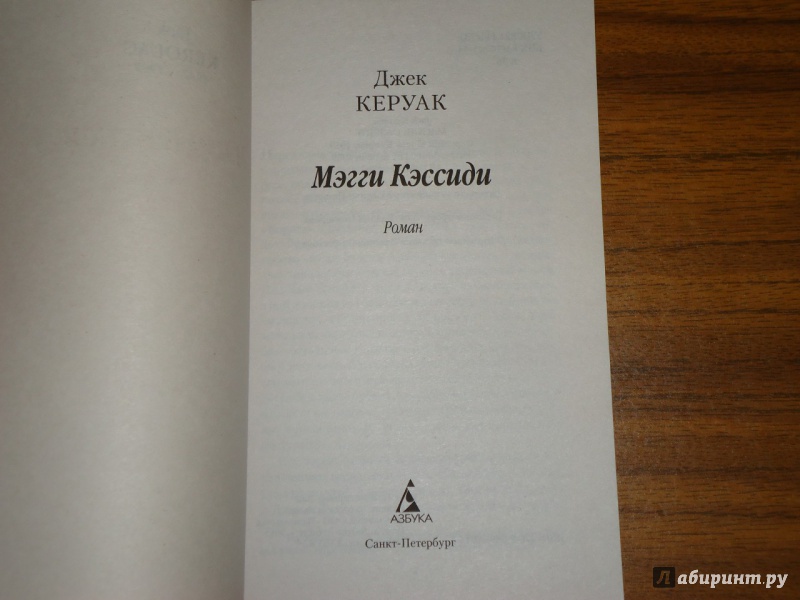 Джек
КЕРУАК
Мэгги Кэссиди
Роман
АЗБУКА
Санкт-Петербург
Лабиринт.ру